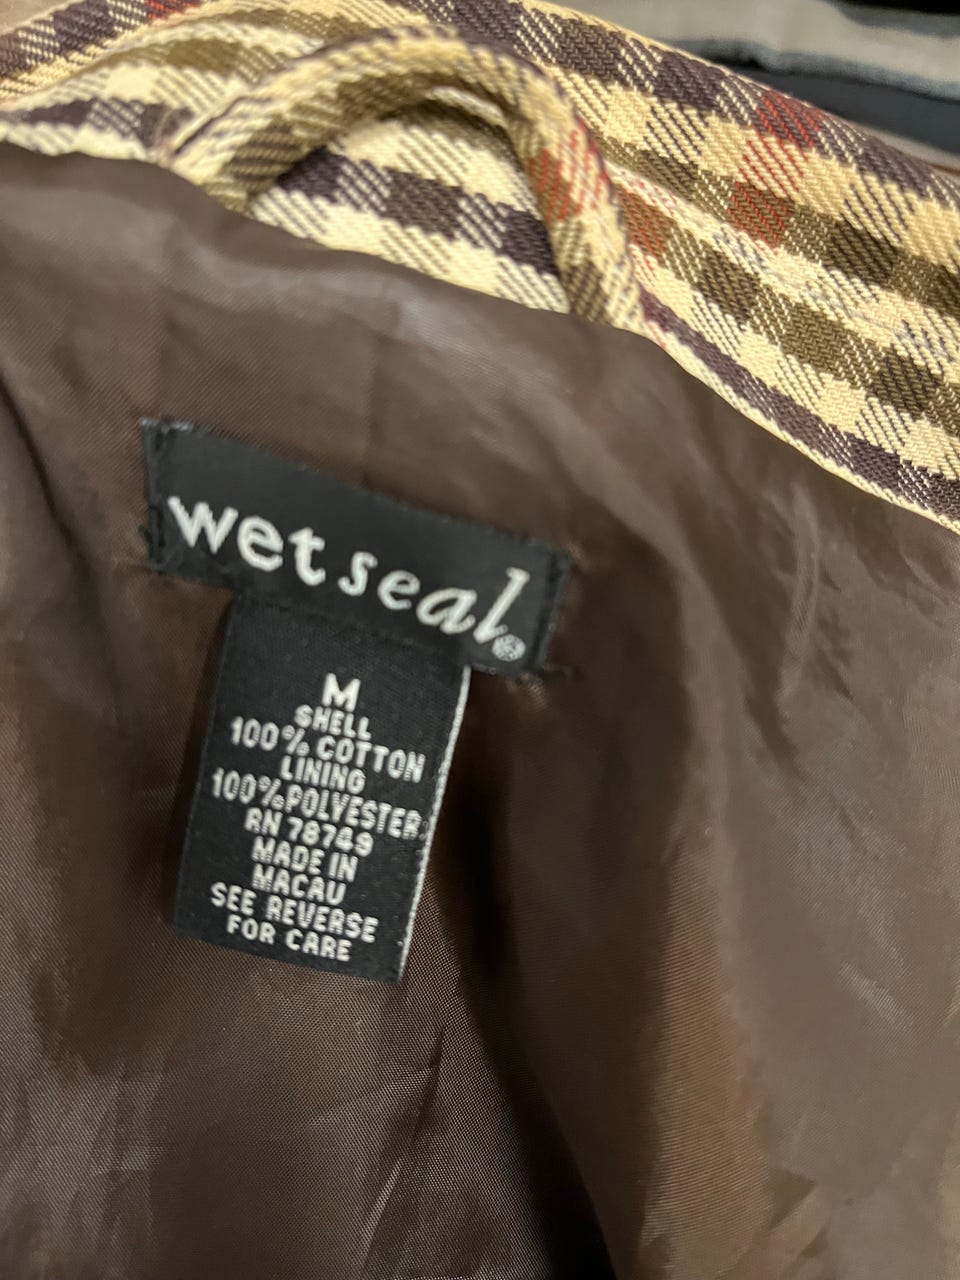 wet seal®
M
SHELL
100% COTTON
LINING
100% POLYESTER
RN 78749
MADE IN
MACAU
SEE REVERSE
FOR CARE